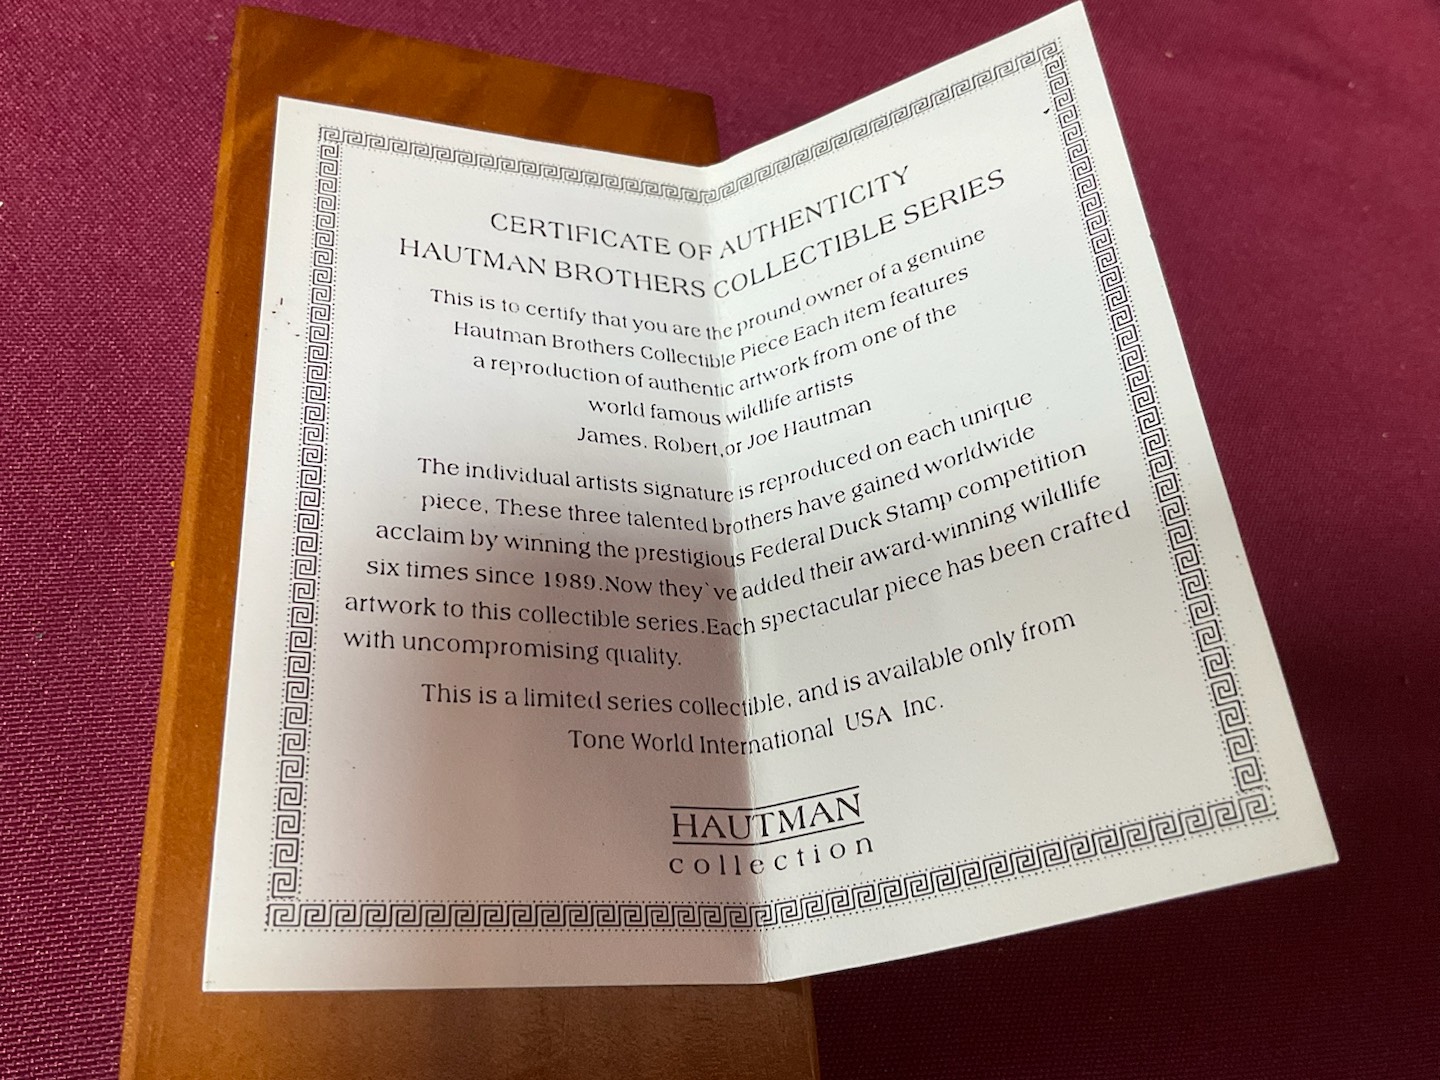 CERTIFICATE OF AUTHENTICITY
HAUTMAN BROTHERS COLLECTIBLE SERIES
This is to certify that you are the pround owner of a genuine
Hautman Brothers Collectible Piece Each item features
a reproduction of authentic artwork from one of the
world famous wildlife artists
James. Robert,or Joe Hautman
The individual artists signature is reproduced on each unique
piece, These three talented brothers have gained worldwide
acclaim by winning the prestigious Federal Duck Stamp competition
six times since 1989.Now they`ve added their award-winning wildlife
artwork to this collectible series.Each spectacular piece has been crafted
with uncompromising quality.
This is a limited series collectible, and is available only from
Tone World International USA Inc.
HAUTMAN
collection